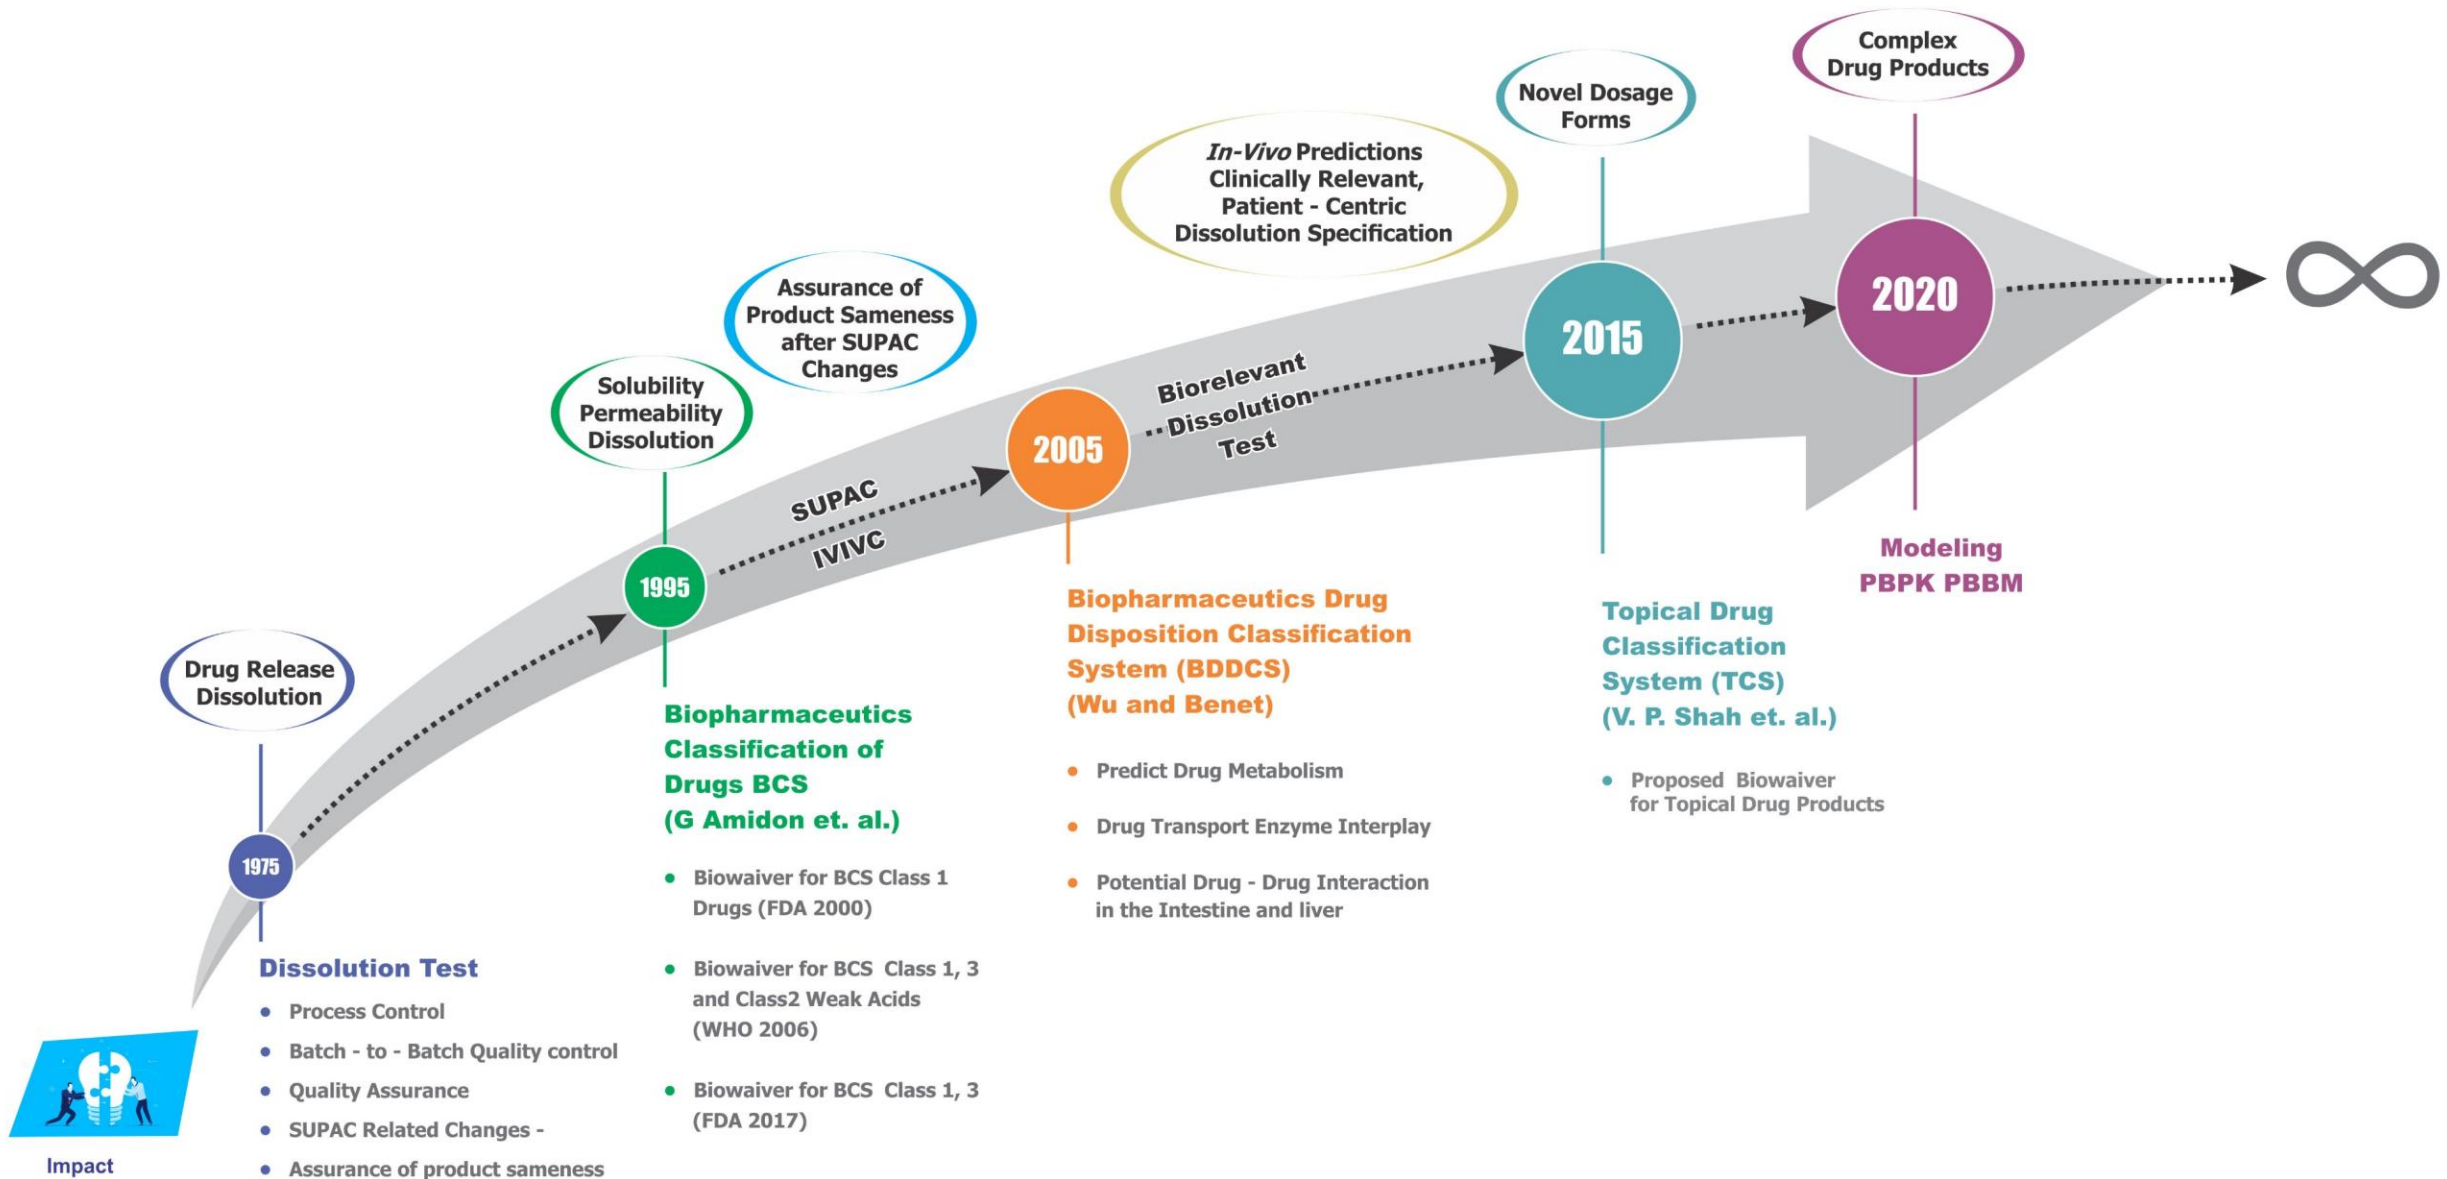 Drug Release
Dissolution
1975
Dissolution Test
• Process Control
• Batch - to - Batch Quality control
• Quality Assurance
• SUPAC Related Changes -
• Assurance of product sameness
Impact
Solubility
Permeability
Dissolution
1995
Biopharmaceutics
Classification of
Drugs BCS
(G Amidon et. al.)
• Biowaiver for BCS Class 1
Drugs (FDA 2000)
• Biowaiver for BCS Class 1, 3
and Class2 Weak Acids
(WHO 2006)
• Biowaiver for BCS Class 1, 3
(FDA 2017)
Assurance of
Product Sameness
after SUPAC
Changes
SUPAC
IVIVC
2005
Biopharmaceutics Drug
Disposition Classification
System (BDDCS)
(Wu and Benet)
• Predict Drug Metabolism
• Drug Transport Enzyme Interplay
• Potential Drug - Drug Interaction
in the Intestine and liver
In-Vivo Predictions
Clinically Relevant,
Patient - Centric
Dissolution Specification
Biorelevant
Dissolution
Test
Novel Dosage
Forms
2015
Topical Drug
Classification
System (TCS)
(V. P. Shah et. al.)
• Proposed Biowaiver
for Topical Drug Products
Complex
Drug Products
2020
Modeling
PBPK PBBM
∞